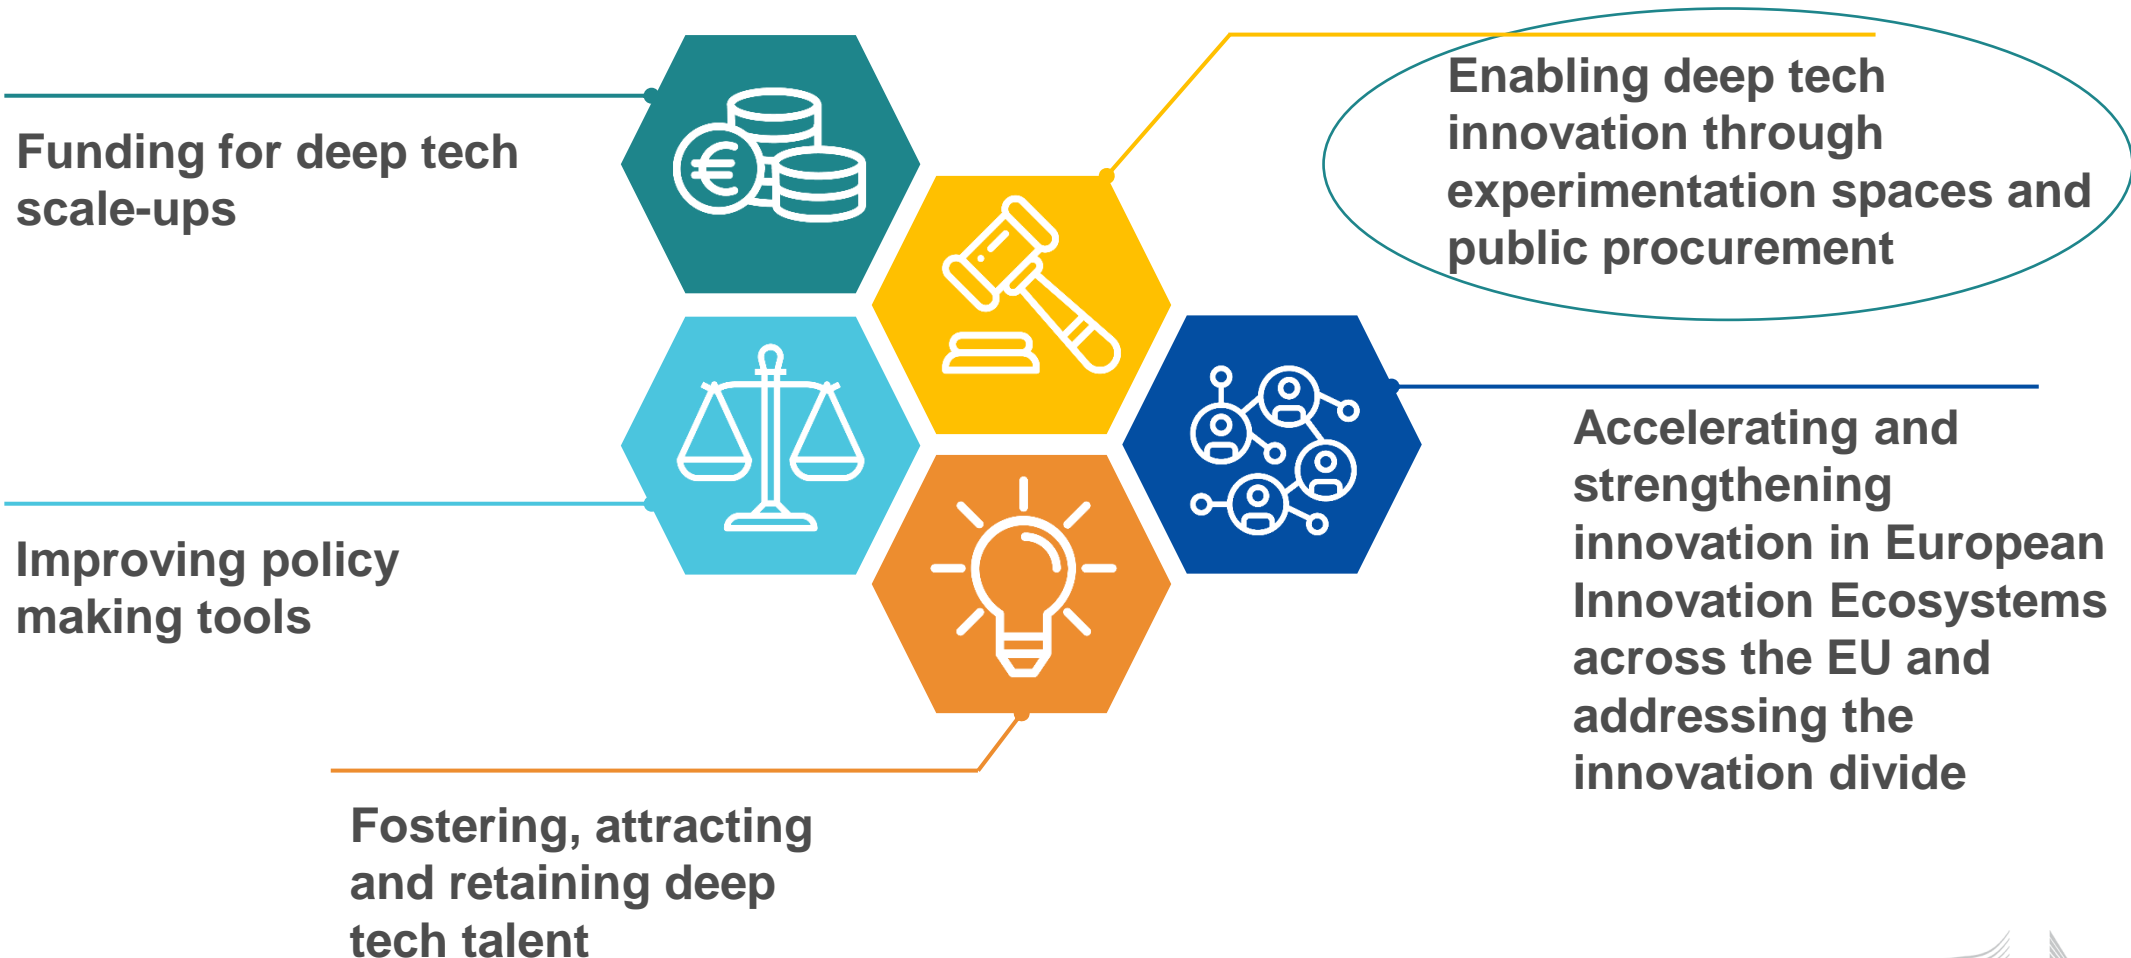 Funding for deep tech
scale-ups
Enabling deep tech
innovation through
experimentation spaces and
public procurement
Improving policy
making tools
Accelerating and
strengthening
innovation in European
Innovation Ecosystems
across the EU and
addressing the
innovation divide
Fostering, attracting
and retaining deep
tech talent